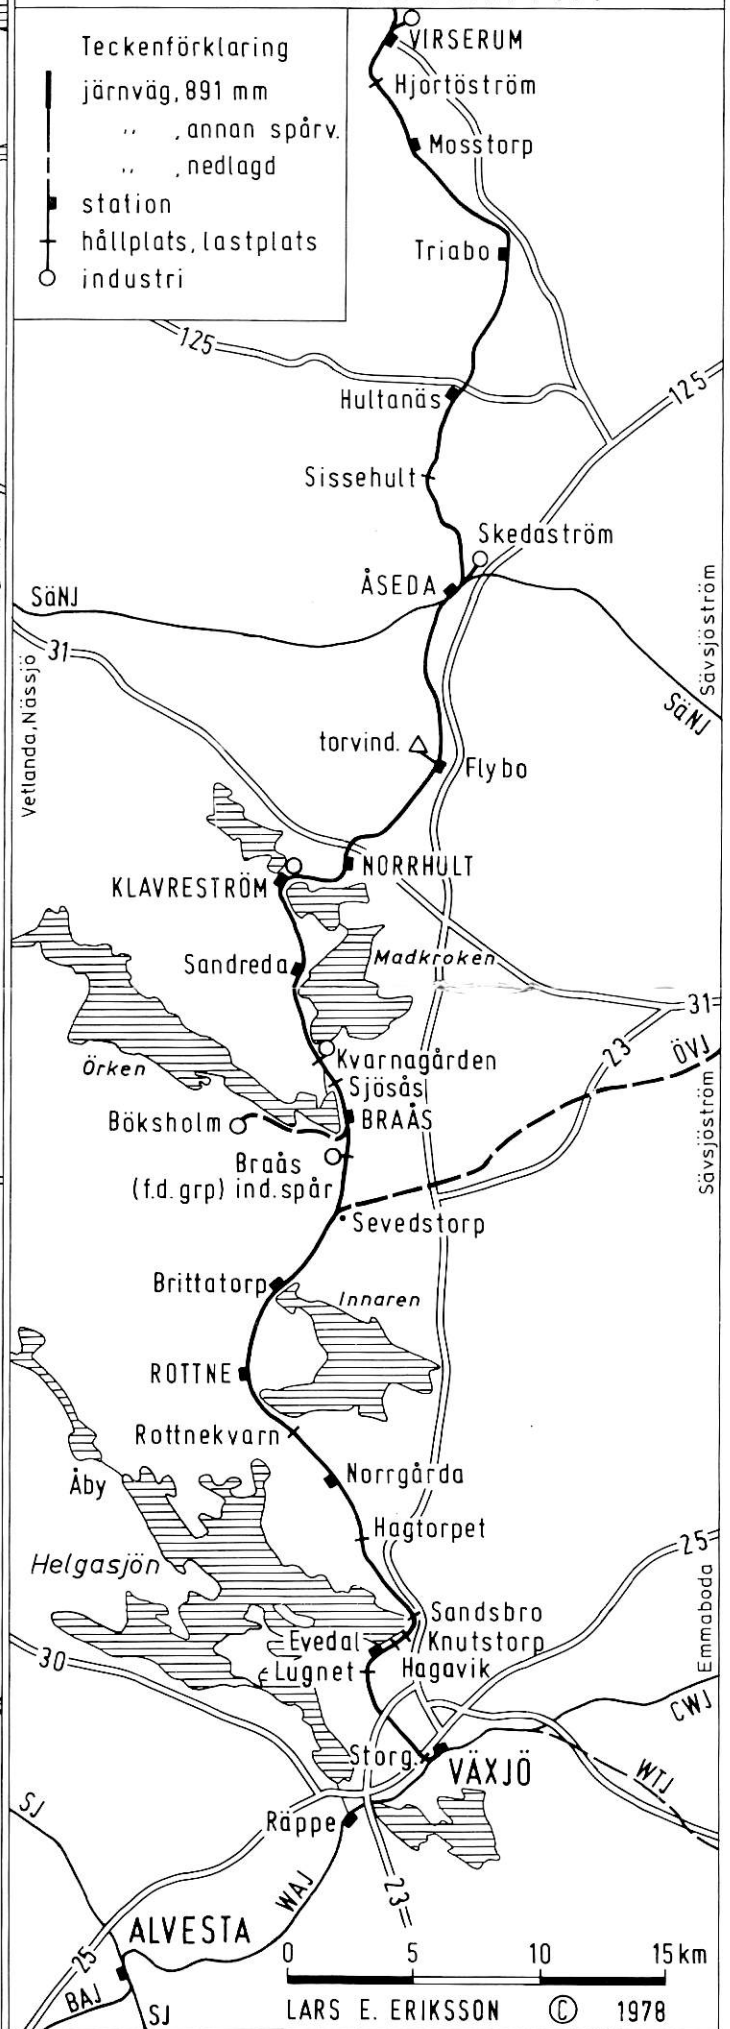 Teckenförklaring
järnväg, 891 mm
,, , annan spårv.
,, , nedlagd
station
hållplats, lastplats
industri
VIRSERUM
Hjortöström
Mosstorp
Triabo
125
125
Hultanäs
Sissehult
Skedaström
ÅSEDA
SäNJ
31
Vetlanda, Nässjö
Sävsjöström
SäNJ
torvind.
Flybo
NORRHULT
KLAVRESTRÖM
Sandreda
Madkroken
31
Örken
Kvarnagården
23
ÖVJ
Sjösås
Böksholm
BRAÅS
Braås
(f.d. grp) ind.spår
Sävsjöström
Sevedstorp
Brittatorp
Innaren
ROTTNE
Rottnekvarn
Åby
Norrgårda
Hagtorpet
25
Helgasjön
Sandsbro
Emmaboda
Evedal
Knutstorp
30
Lugnet
Hagavik
CWJ
Storg.
VÄXJÖ
WTJ
SJ
Räppe
WAJ
23
ALVESTA
25
BAJ
SJ
0 5 10 15 km
LARS E. ERIKSSON © 1978